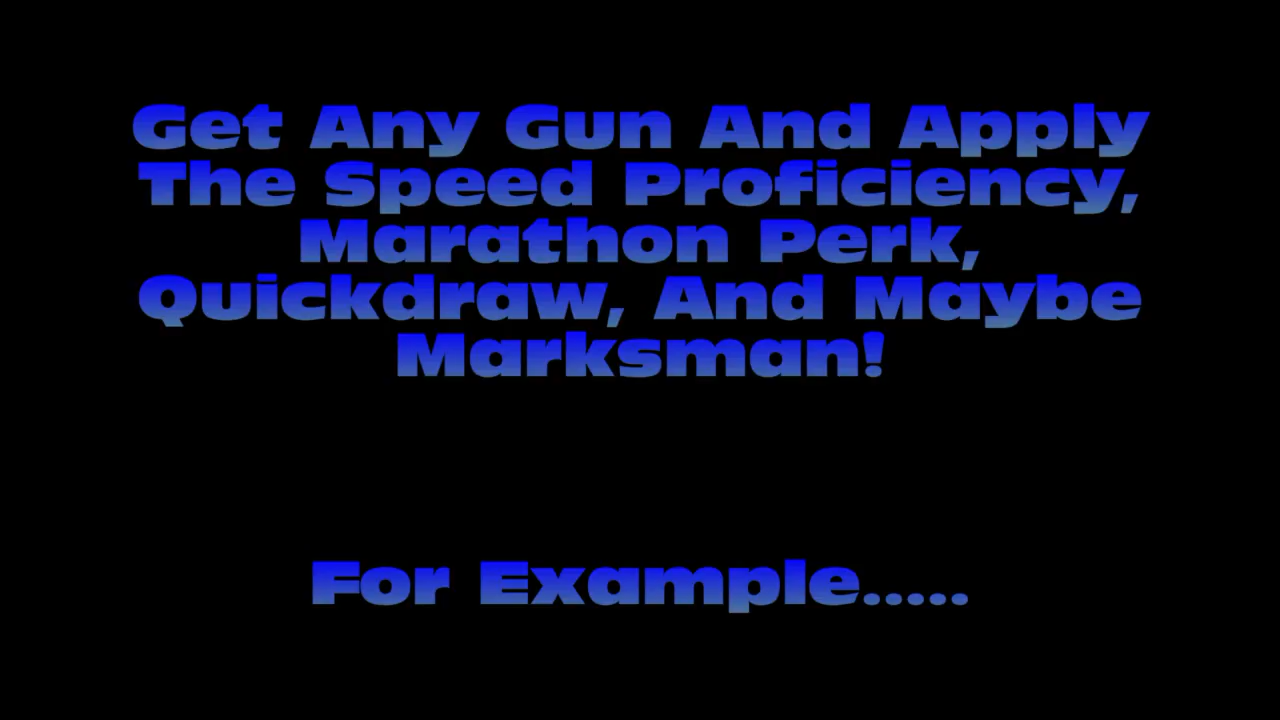 Get Any Gun And Apply
The Speed Proficiency,
Marathon Perk,
Quickdraw, And Maybe
Marksman!
For Example.....